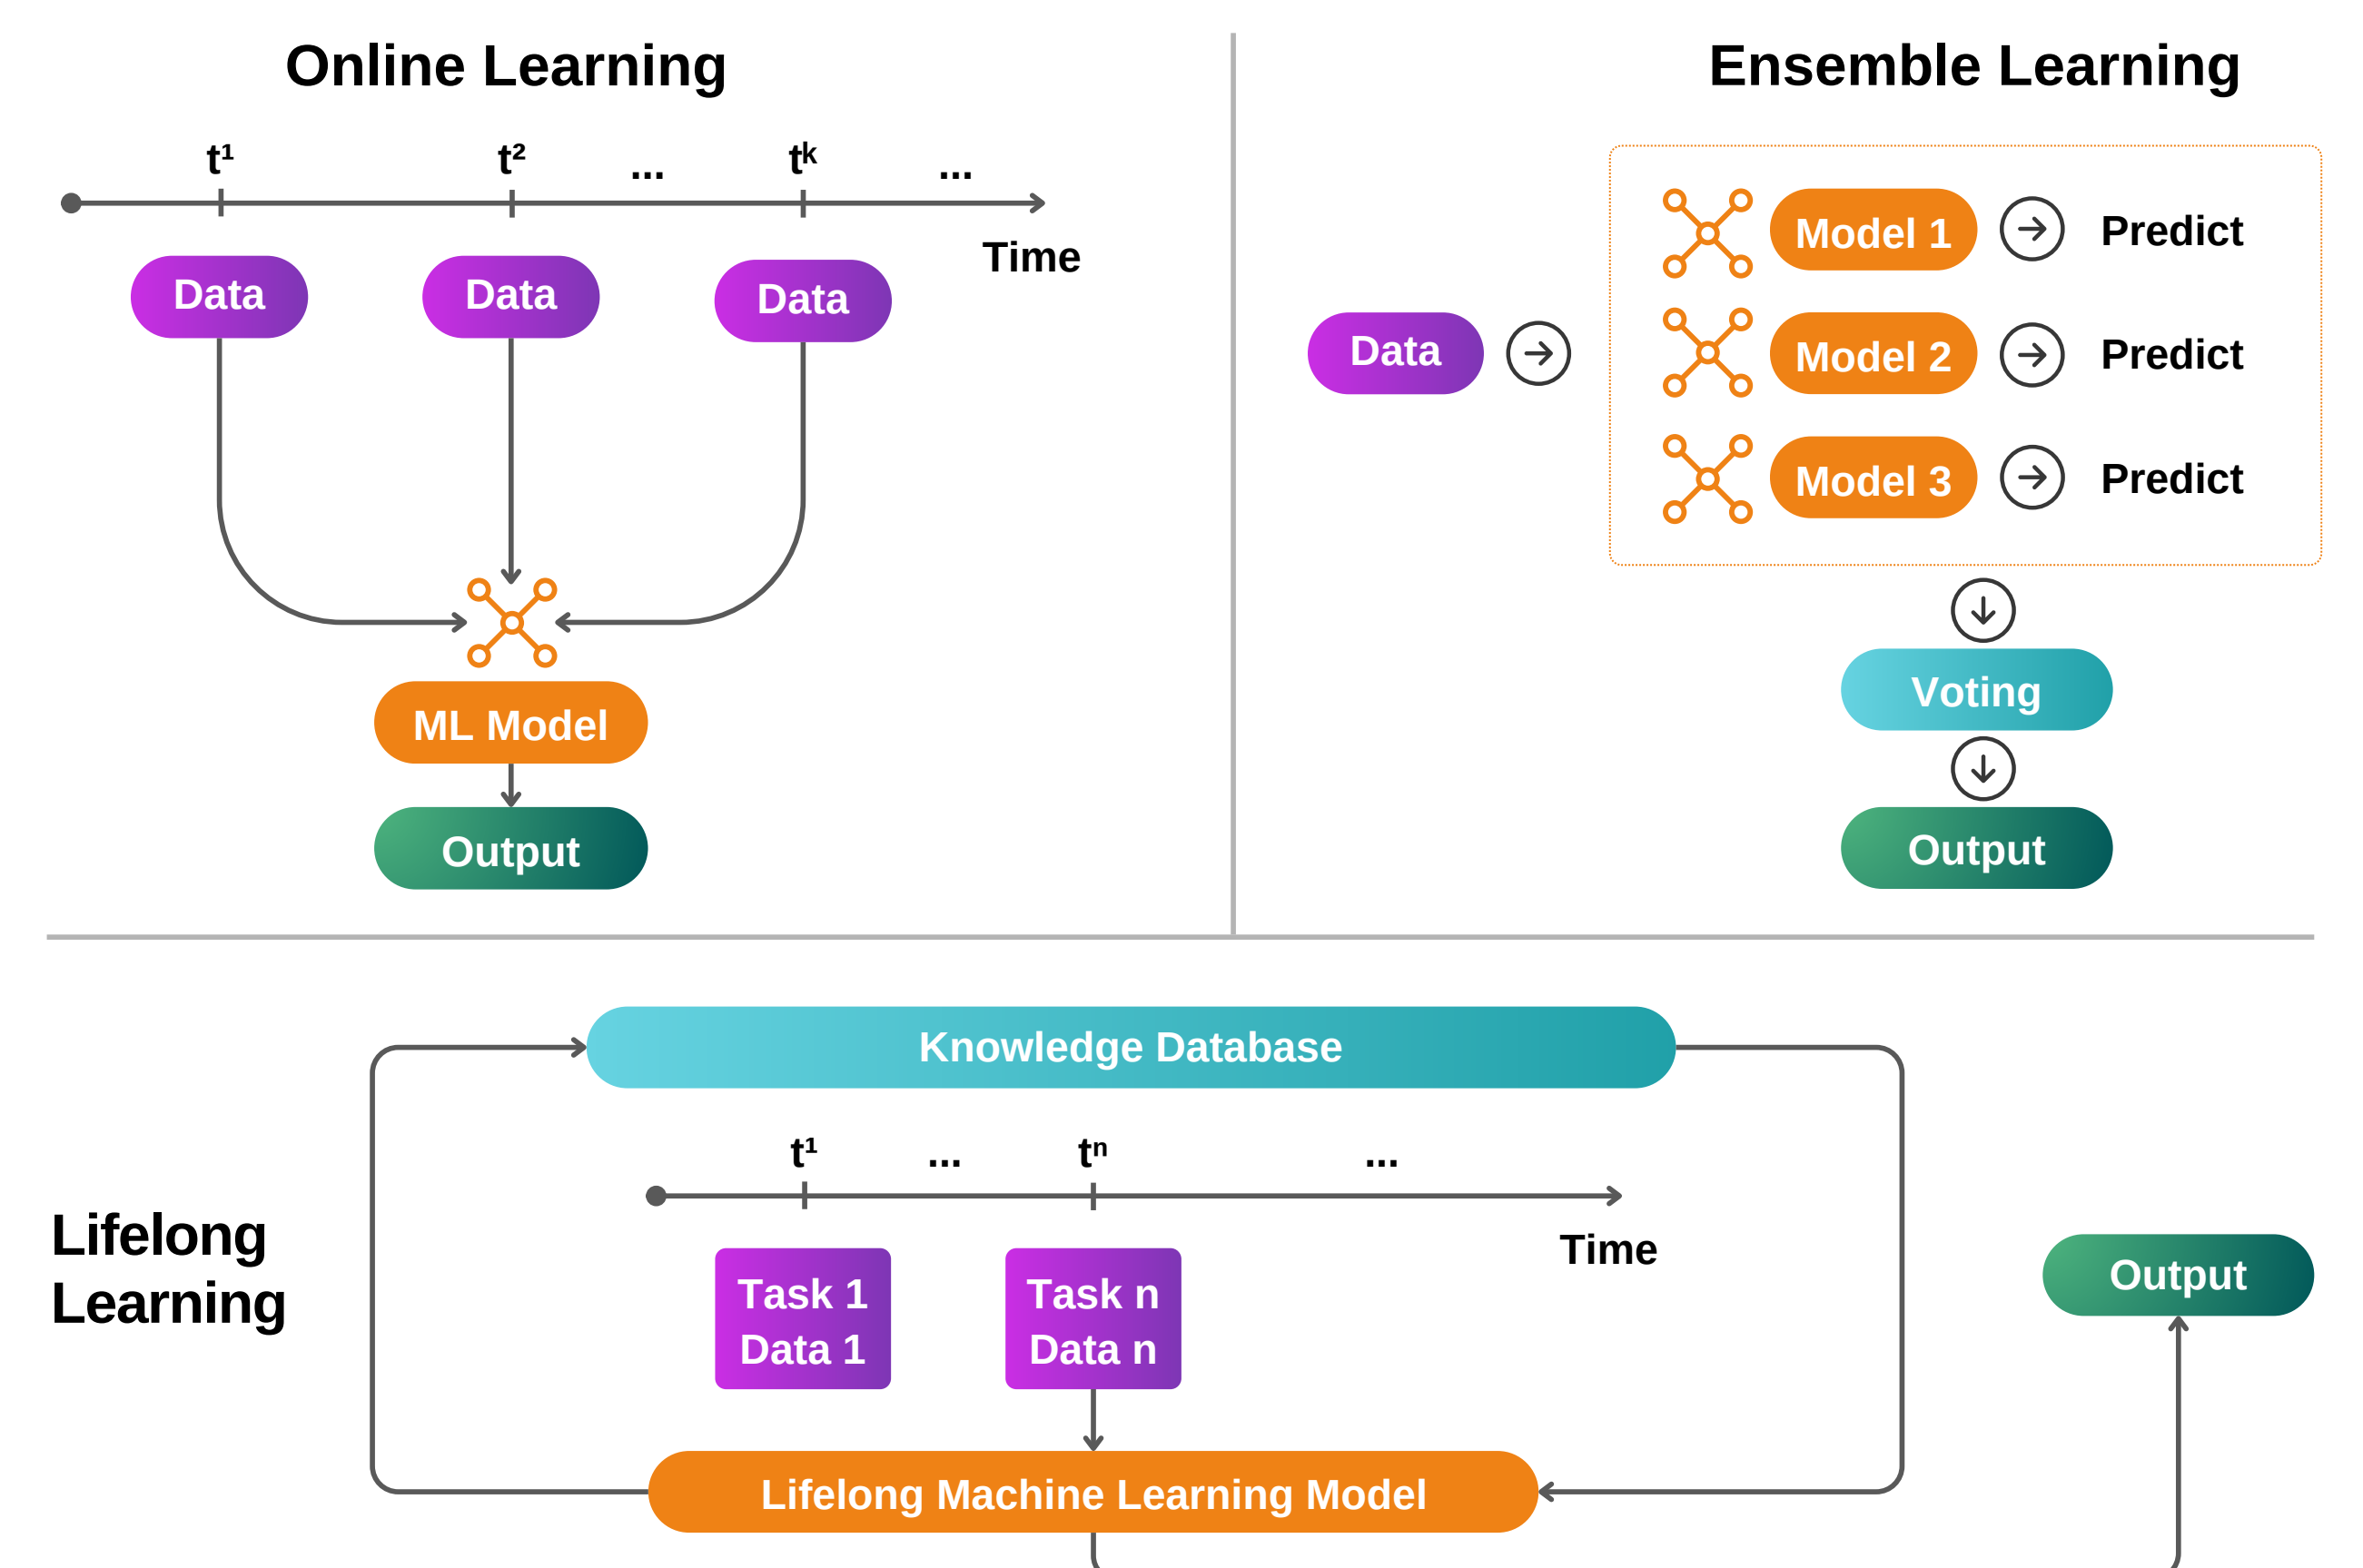 Online Learning
t¹
t²
...
tᵏ
...
Time
Data
Data
Data
ML Model
Output
Ensemble Learning
Data
Model 1
Predict
Model 2
Predict
Model 3
Predict
Voting
Output
Lifelong
Learning
Knowledge Database
t¹
...
tⁿ
...
Time
Task 1
Data 1
Task n
Data n
Lifelong Machine Learning Model
Output